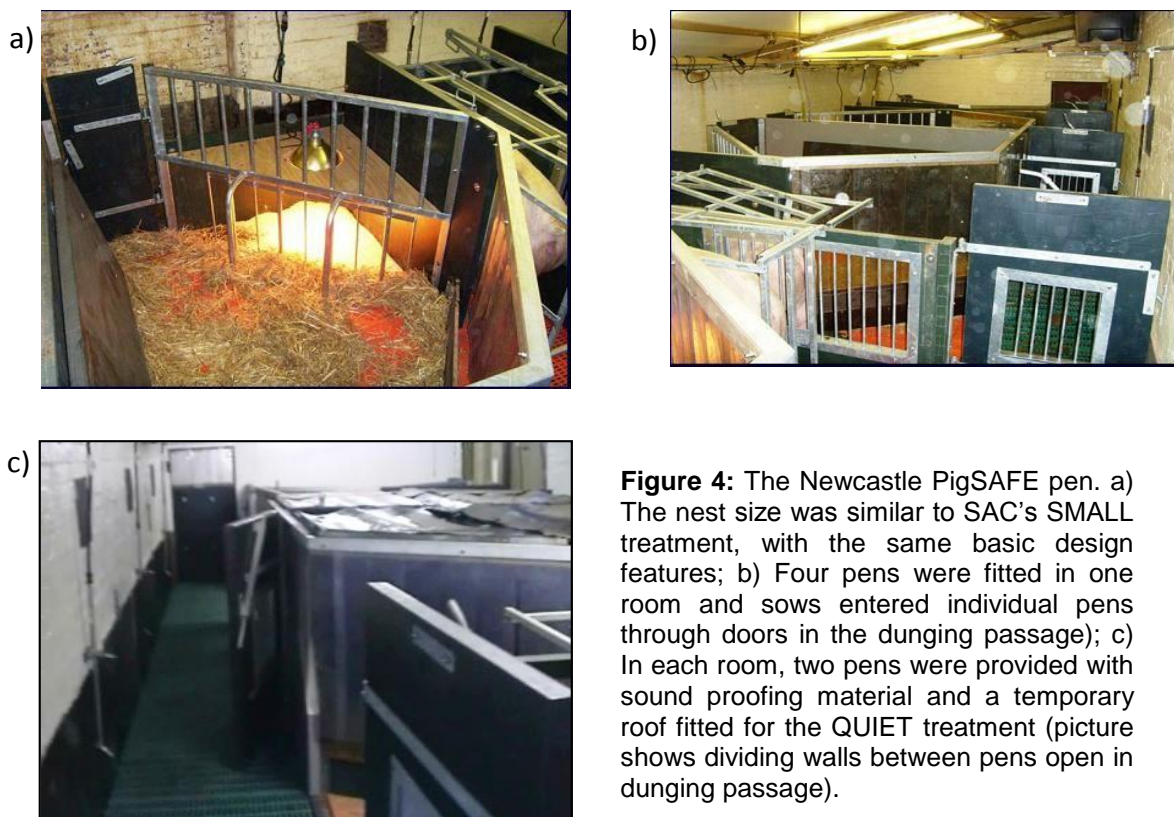 a)
b)
c)
Figure 4: The Newcastle PigSAFE pen. a)
The nest size was similar to SAC's SMALL
treatment, with the same basic design
features; b) Four pens were fitted in one
room and sows entered individual pens
through doors in the dunging passage); c)
In each room, two pens were provided with
sound proofing material and a temporary
roof fitted for the QUIET treatment (picture
shows dividing walls between pens open in
dunging passage).